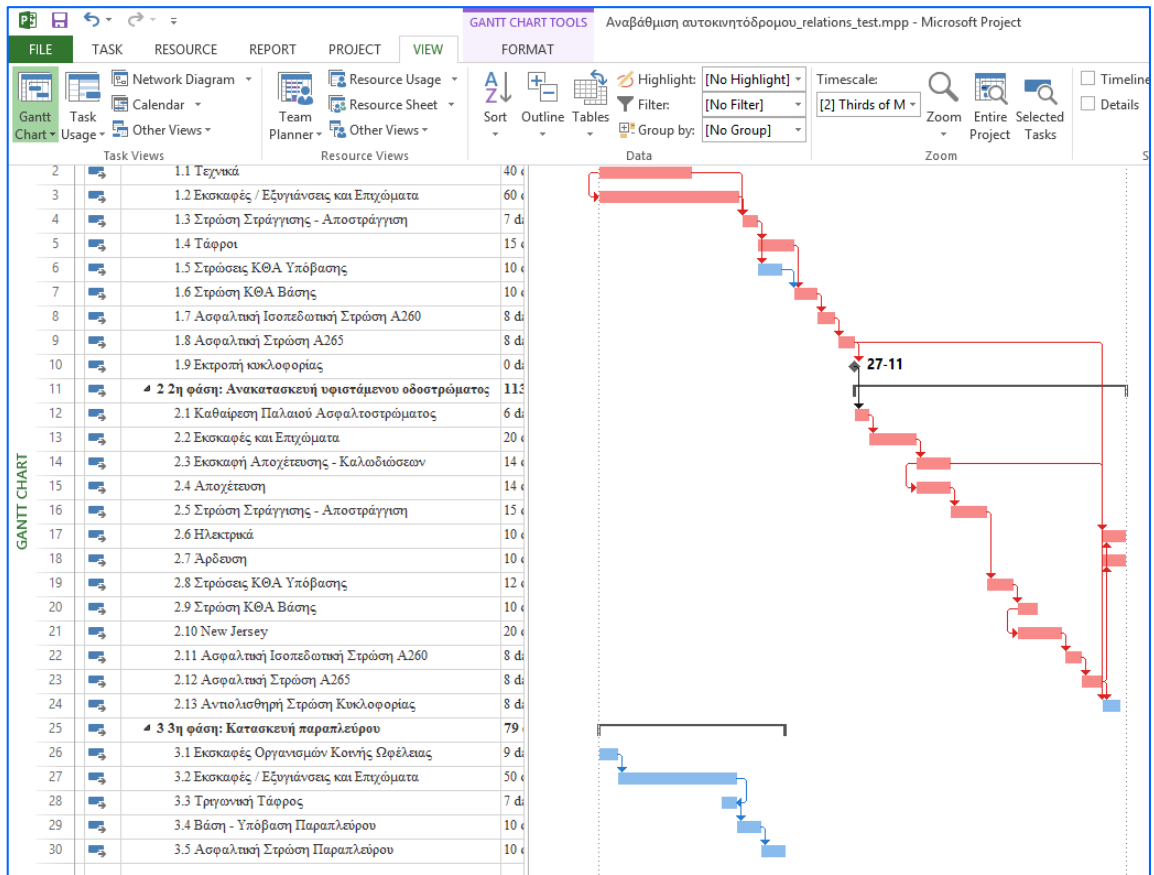 GANTT CHART TOOLS Αναβάθμιση αυτοκινητόδρομου_relations_test.mpp - Microsoft Project
FILE TASK RESOURCE REPORT PROJECT VIEW FORMAT
Gantt Chart
Task Usage
Network Diagram
Calendar
Other Views
Task Views
Team Planner
Resource Usage
Resource Sheet
Other Views
Resource Views
Sort
Outline
Tables
Highlight: [No Highlight]
Filter: [No Filter]
Group by: [No Group]
Data
Timescale:
[2] Thirds of M
Zoom
Entire Project
Selected Tasks
Zoom
Timeline
Details
S
GANTT CHART
2 1.1 Τεχνικά 40 d
3 1.2 Εκσκαφές / Εξυγιάνσεις και Επιχώματα 60 d
4 1.3 Στρώση Στράγγισης - Αποστράγγιση 7 da
5 1.4 Τάφροι 15 d
6 1.5 Στρώσεις ΚΘΑ Υπόβασης 10 d
7 1.6 Στρώση ΚΘΑ Βάσης 10 d
8 1.7 Ασφαλτική Ισοπεδωτική Στρώση Α260 8 da
9 1.8 Ασφαλτική Στρώση Α265 8 da
10 1.9 Εκτροπή κυκλοφορίας 0 da
27-11
11 2 2η φάση: Ανακατασκευή υφιστάμενου οδοστρώματος 113
12 2.1 Καθαίρεση Παλαιού Ασφαλτοστρώματος 6 da
13 2.2 Εκσκαφές και Επιχώματα 20 d
14 2.3 Εκσκαφή Αποχέτευσης - Καλωδιώσεων 14 d
15 2.4 Αποχέτευση 14 d
16 2.5 Στρώση Στράγγισης - Αποστράγγιση 15 d
17 2.6 Ηλεκτρικά 10 d
18 2.7 Άρδευση 10 d
19 2.8 Στρώσεις ΚΘΑ Υπόβασης 12 d
20 2.9 Στρώση ΚΘΑ Βάσης 10 d
21 2.10 New Jersey 20 d
22 2.11 Ασφαλτική Ισοπεδωτική Στρώση Α260 8 da
23 2.12 Ασφαλτική Στρώση Α265 8 da
24 2.13 Αντιολισθηρή Στρώση Κυκλοφορίας 8 da
25 3 3η φάση: Κατασκευή παραπλεύρου 79
26 3.1 Εκσκαφές Οργανισμών Κοινής Ωφέλειας 9 da
27 3.2 Εκσκαφές / Εξυγιάνσεις και Επιχώματα 50 d
28 3.3 Τριγωνική Τάφρος 7 da
29 3.4 Βάση - Υπόβαση Παραπλεύρου 10 d
30 3.5 Ασφαλτική Στρώση Παραπλεύρου 10 d